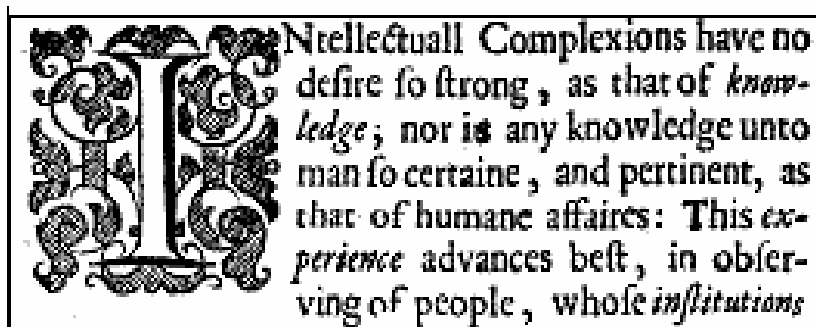 INtellectuall Complexions have no
deſire ſo ſtrong, as that of know-
ledge; nor is any knowledge unto
man ſo certaine, and pertinent, as
that of humane affaires: This ex-
perience advances beſt, in obſer-
ving of people, whoſe inſtitutions